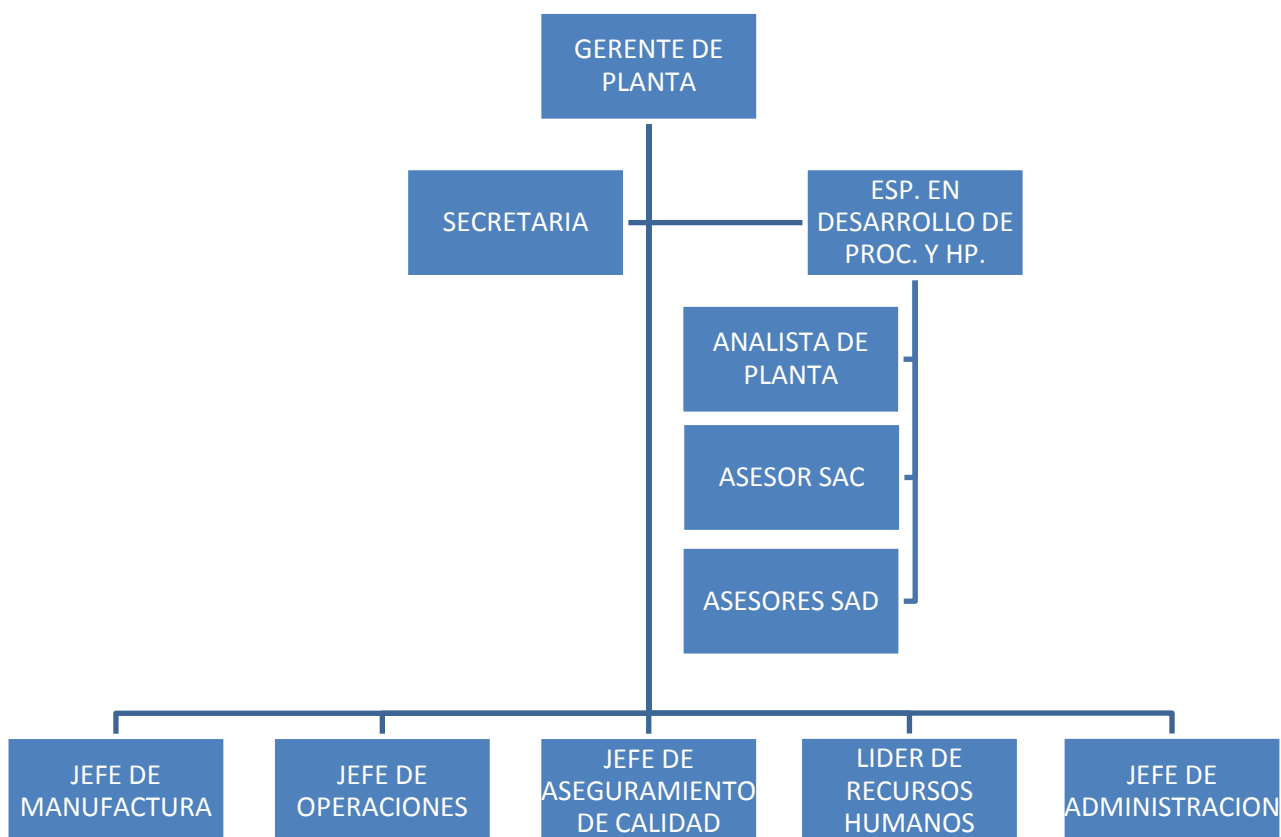 GERENTE DE
PLANTA
SECRETARIA
ESP. EN
DESARROLLO DE
PROC. Y HP.
ANALISTA DE
PLANTA
ASESOR SAC
ASESORES SAD
JEFE DE
MANUFACTURA
JEFE DE
OPERACIONES
JEFE DE
ASEGURAMIENTO
DE CALIDAD
LIDER DE
RECURSOS
HUMANOS
JEFE DE
ADMINISTRACION